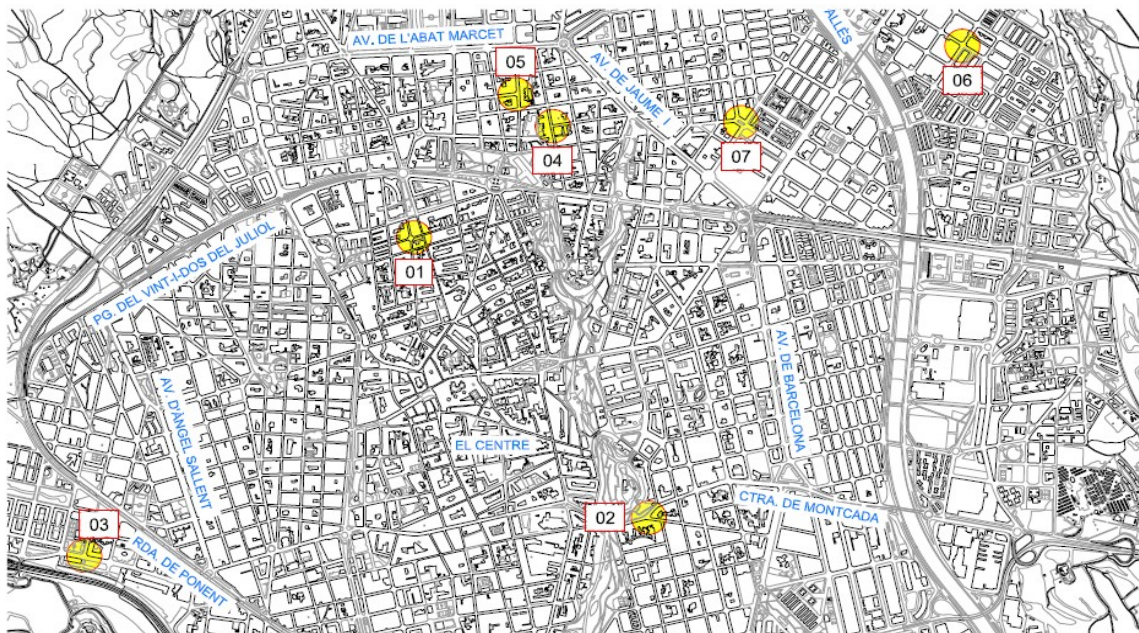 AV. DE L'ABAT MARCET
05
AV. DE JAUME I
VALLÈS
06
04
07
01
PG. DEL VINT-I-DOS DEL JULIOL
AV. D'ÀNGEL SALLENT
AV. DE BARCELONA
EL CENTRE
CTRA. DE MONTCADA
02
03
RDA. DE PONENT